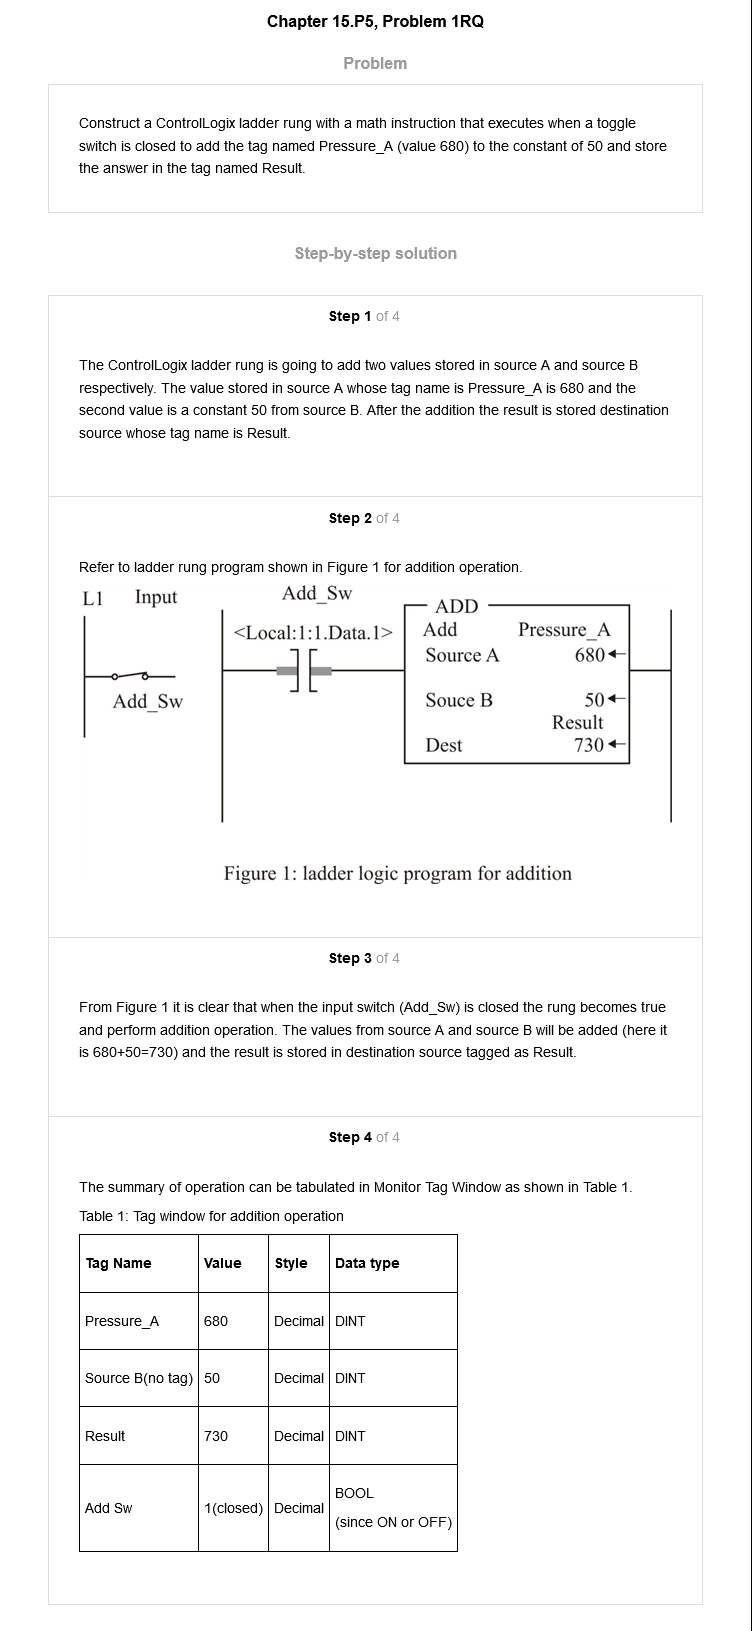 Chapter 15.P5, Problem 1RQ
Problem
Construct a ControlLogix ladder rung with a math instruction that executes when a toggle
switch is closed to add the tag named Pressure_A (value 680) to the constant of 50 and store
the answer in the tag named Result.
Step-by-step solution
Step 1 of 4
The ControlLogix ladder rung is going to add two values stored in source A and source B
respectively. The value stored in source A whose tag name is Pressure_A is 680 and the
second value is a constant 50 from source B. After the addition the result is stored destination
source whose tag name is Result.
Step 2 of 4
Refer to ladder rung program shown in Figure 1 for addition operation.
L1 Input
Add_Sw
Add_Sw
<Local:1:1.Data.1>
ADD
Add Pressure_A
Source A 680
Souce B 50
Result
Dest 730
Figure 1: ladder logic program for addition
Step 3 of 4
From Figure 1 it is clear that when the input switch (Add_Sw) is closed the rung becomes true
and perform addition operation. The values from source A and source B will be added (here it
is 680+50=730) and the result is stored in destination source tagged as Result.
Step 4 of 4
The summary of operation can be tabulated in Monitor Tag Window as shown in Table 1.
Table 1: Tag window for addition operation
Tag Name Value Style Data type
Pressure_A 680 Decimal DINT
Source B(no tag) 50 Decimal DINT
Result 730 Decimal DINT
Add Sw 1(closed) Decimal BOOL
(since ON or OFF)